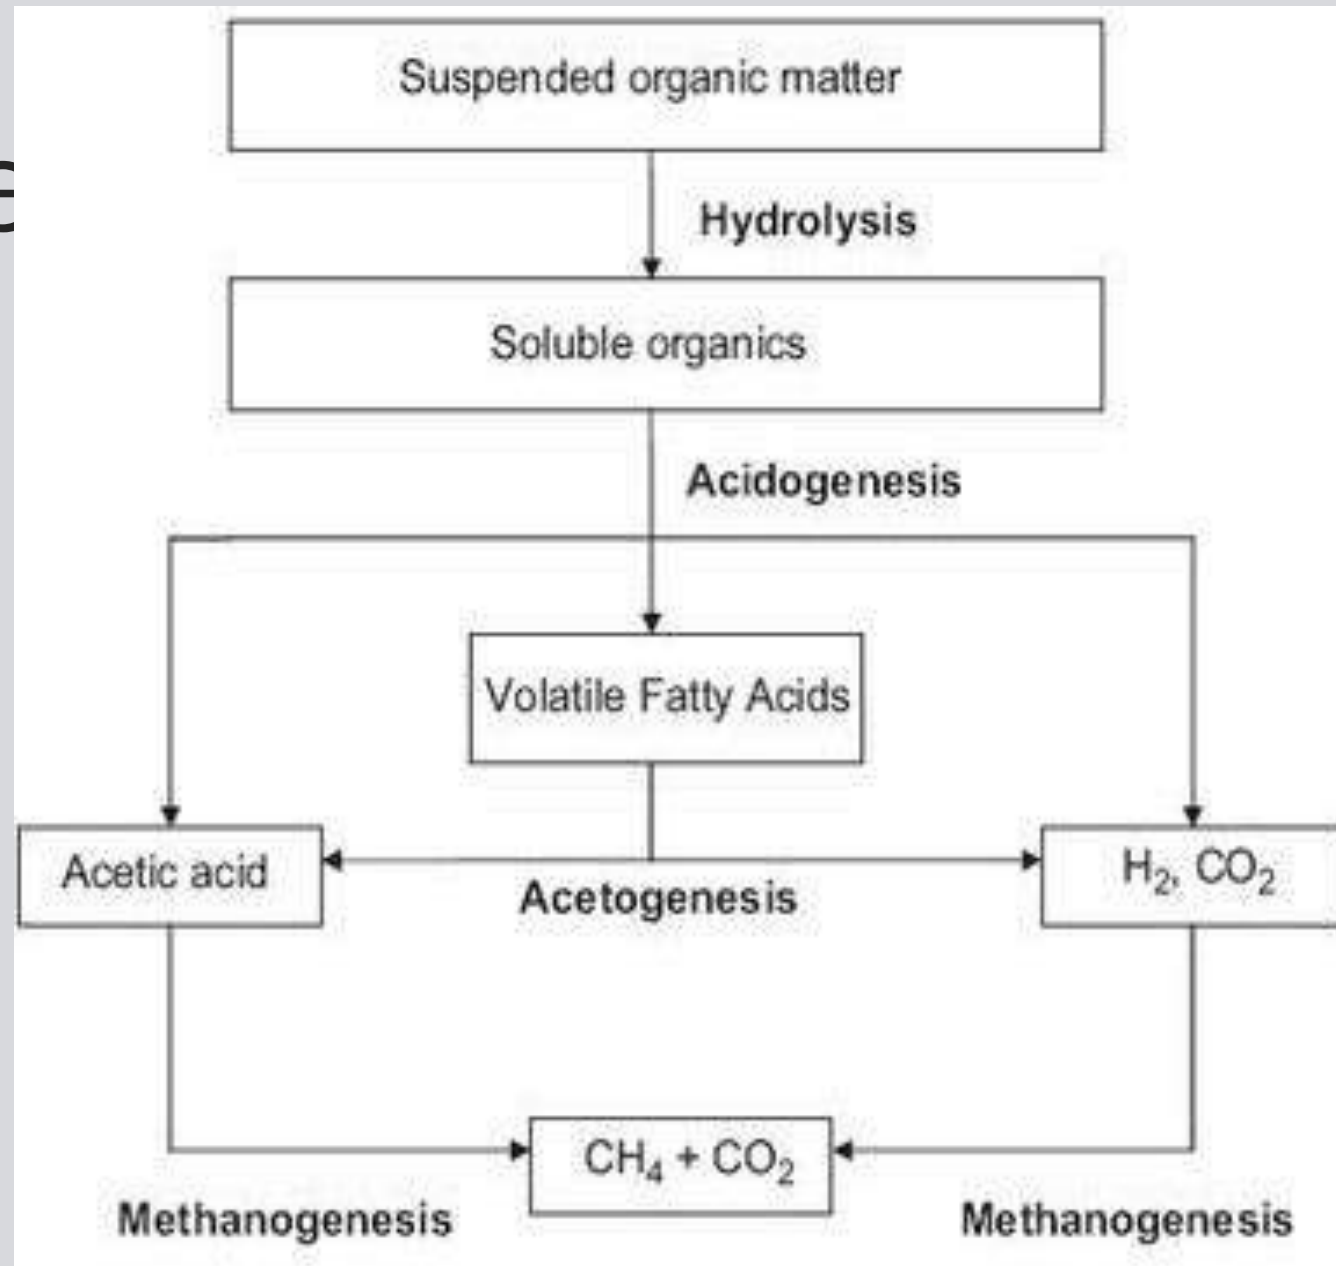 Suspended organic matter
Hydrolysis
Soluble organics
Acidogenesis
Volatile Fatty Acids
Acetic acid
H₂, CO₂
Acetogenesis
CH₄ + CO₂
Methanogenesis
Methanogenesis